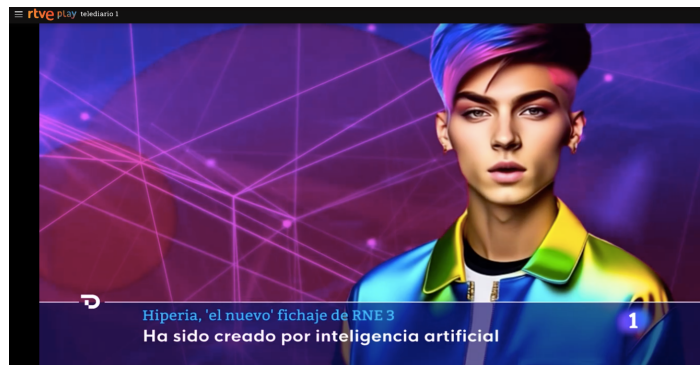 rtve play telediario 1
Hiperia, 'el nuevo' fichaje de RNE 3
1
Ha sido creado por inteligencia artificial